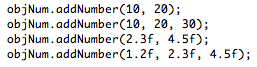 objNum.addNumber(10, 20);
objNum.addNumber(10, 20, 30);
objNum.addNumber(2.3f, 4.5f);
objNum.addNumber(1.2f, 2.3f, 4.5f);